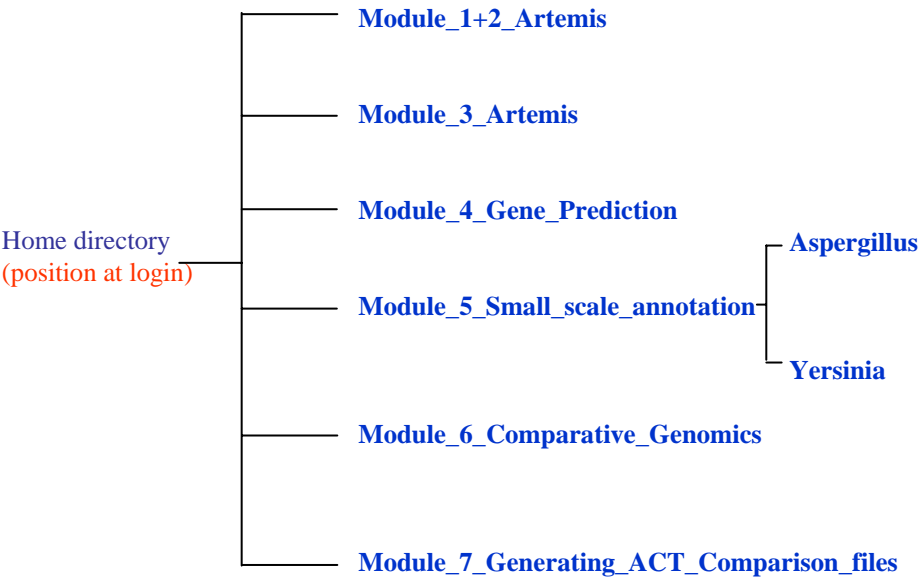 Module_1+2_Artemis
Module_3_Artemis
Module_4_Gene_Prediction
Home directory
(position at login)
Aspergillus
Module_5_Small_scale_annotation
Yersinia
Module_6_Comparative_Genomics
Module_7_Generating_ACT_Comparison_files